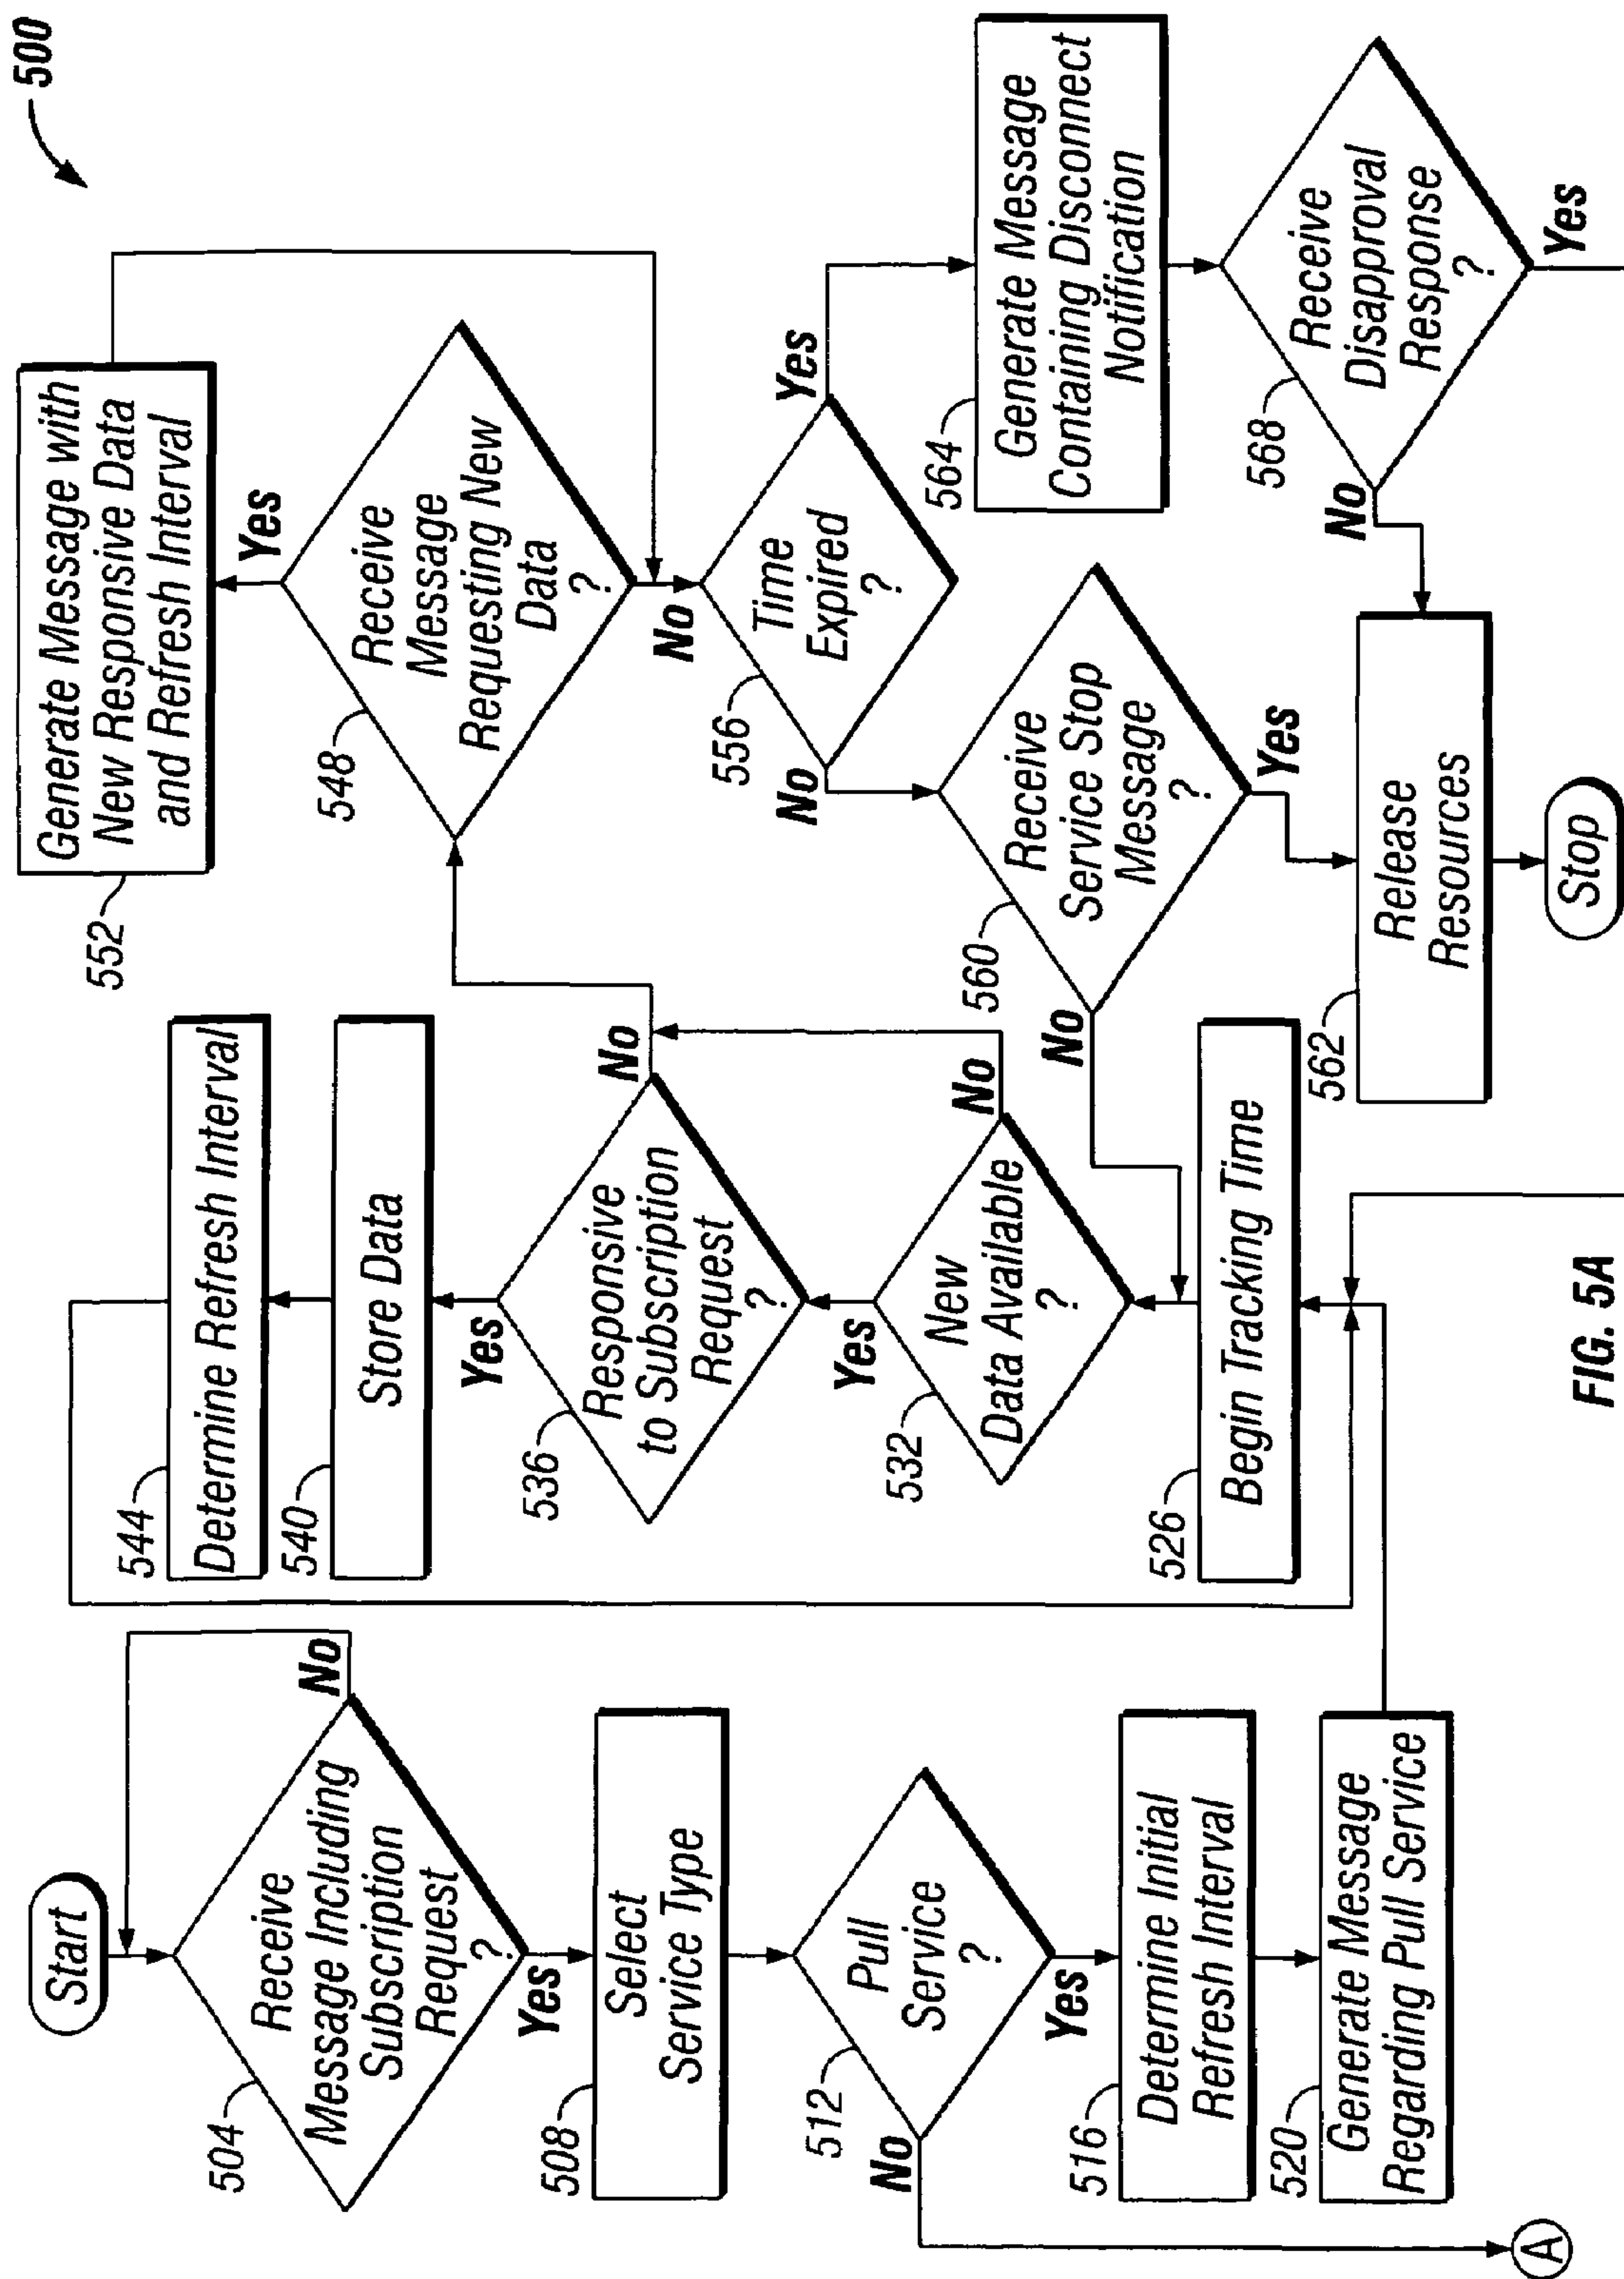 500
Start
504
Receive
Message Including
Subscription
Request
?
No
Yes
508
Select
Service Type
512
Pull
Service
?
No
Yes
516
Determine Initial
Refresh Interval
520
Generate Message
Regarding Pull Service
A
544
Determine Refresh Interval
540
Store Data
Yes
536
Responsive
to Subscription
Request
?
No
Yes
532
New
Data Available
?
No
526
Begin Tracking Time
552
Generate Message with
New Responsive Data
and Refresh Interval
Yes
548
Receive
Message
Requesting New
Data
?
No
556
Time
Expired
?
Yes
No
560
Receive
Service Stop
Message
?
No
Yes
562
Release
Resources
Stop
564
Generate Message
Containing Disconnect
Notification
568
Receive
Disapproval
Response
?
No
Yes
FIG. 5A